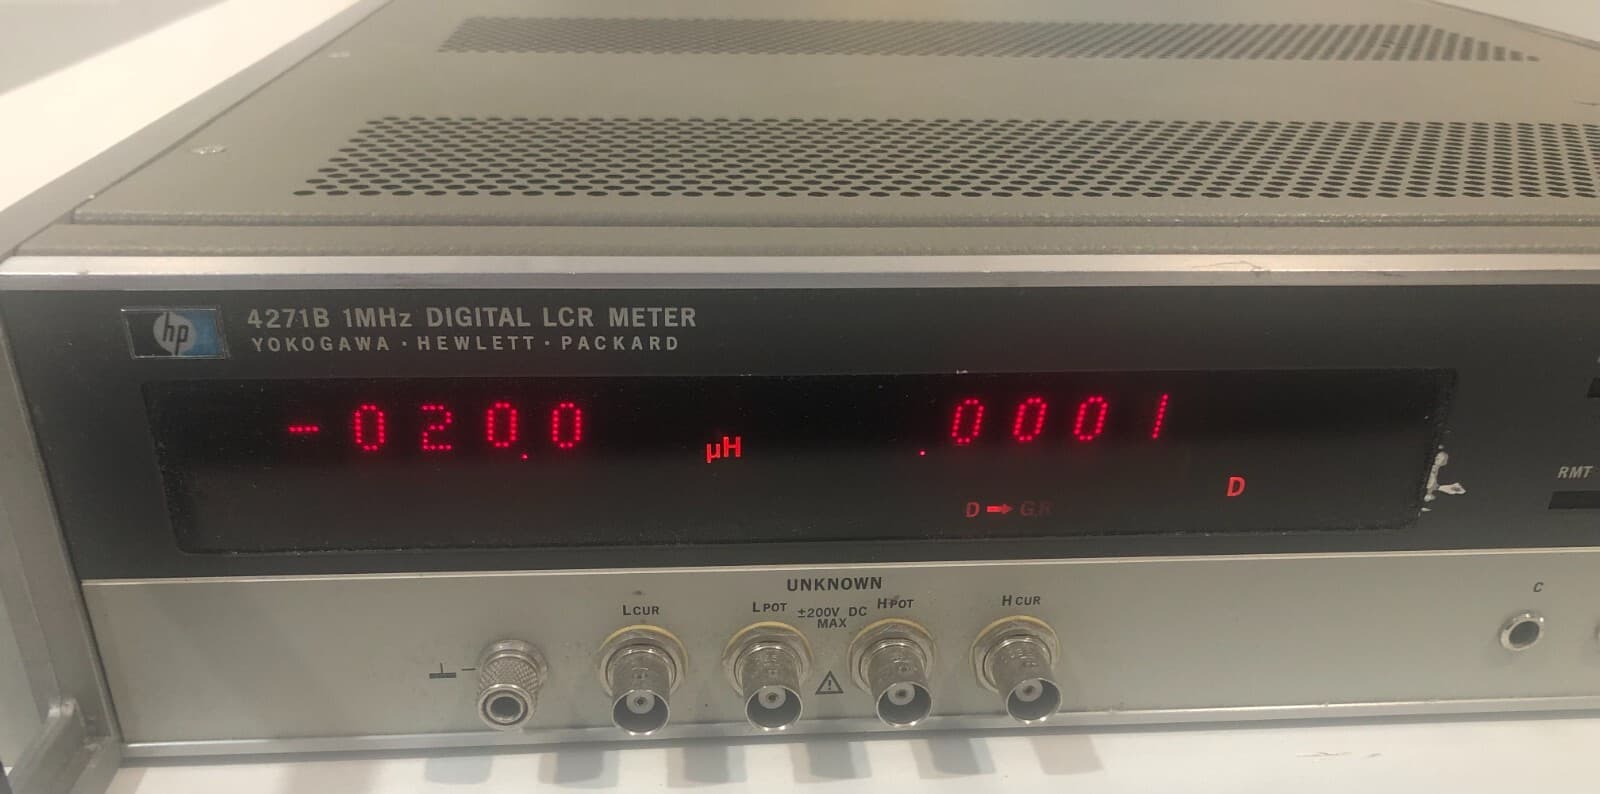 hp
4271B 1MHz DIGITAL LCR METER
YOKOGAWA · HEWLETT · PACKARD
-020.0 µH .0001
D
D → G,R
RMT
UNKNOWN
LCUR LPOT ±200V DC MAX HPOT HCUR
C